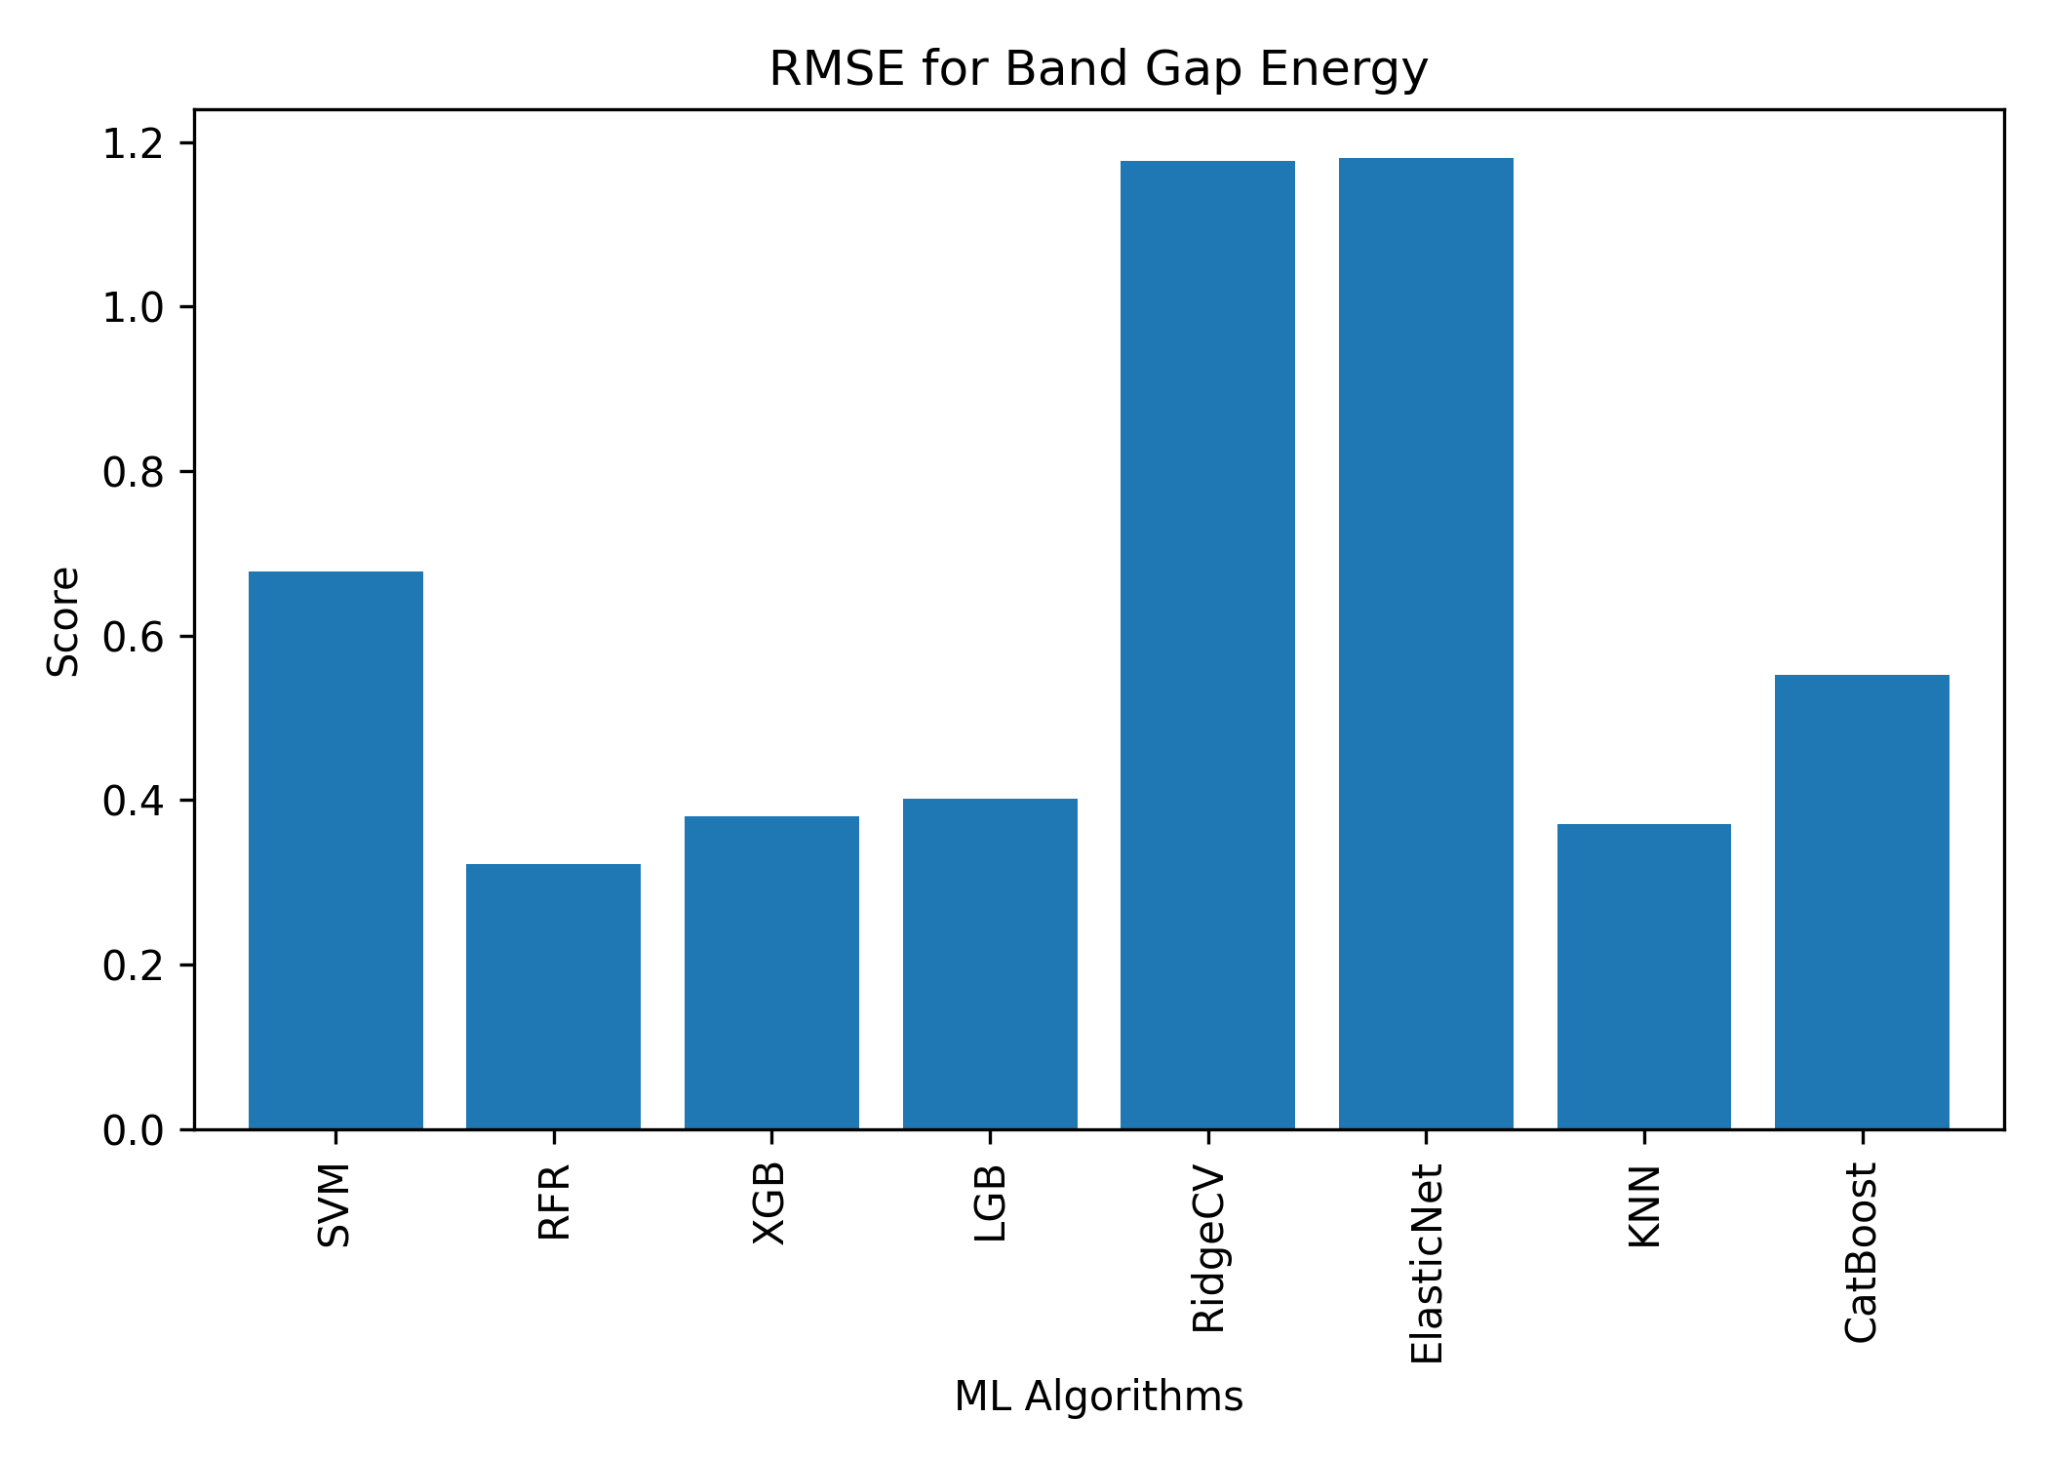 RMSE for Band Gap Energy
Score
1.2
1.0
0.8
0.6
0.4
0.2
0.0
SVM
RFR
XGB
LGB
RidgeCV
ElasticNet
KNN
CatBoost
ML Algorithms